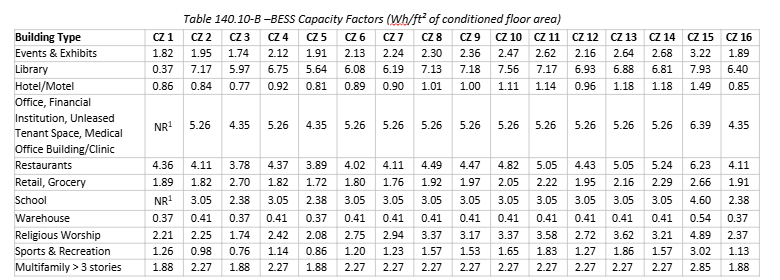 Table 140.10-B –BESS Capacity Factors (Wh/ft² of conditioned floor area)
Building Type CZ 1 CZ 2 CZ 3 CZ 4 CZ 5 CZ 6 CZ 7 CZ 8 CZ 9 CZ 10 CZ 11 CZ 12 CZ 13 CZ 14 CZ 15 CZ 16
Events & Exhibits 1.82 1.95 1.74 2.12 1.91 2.13 2.24 2.30 2.36 2.47 2.62 2.16 2.64 2.68 3.22 1.89
Library 0.37 7.17 5.97 6.75 5.64 6.08 6.19 7.13 7.18 7.56 7.17 6.93 6.88 6.81 7.93 6.40
Hotel/Motel 0.86 0.84 0.77 0.92 0.81 0.89 0.90 1.01 1.00 1.11 1.14 0.96 1.18 1.18 1.49 0.85
Office, Financial
Institution, Unleased
Tenant Space, Medical
Office Building/Clinic
NR¹ 5.26 4.35 5.26 4.35 5.26 5.26 5.26 5.26 5.26 5.26 5.26 5.26 5.26 6.39 4.35
Restaurants 4.36 4.11 3.78 4.37 3.89 4.02 4.11 4.49 4.47 4.82 5.05 4.43 5.05 5.24 6.23 4.11
Retail, Grocery 1.89 1.82 2.70 1.82 1.72 1.80 1.76 1.92 1.97 2.05 2.22 1.95 2.16 2.29 2.66 1.91
School NR¹ 3.05 2.38 3.05 2.38 3.05 3.05 3.05 3.05 3.05 3.05 3.05 3.05 3.05 4.60 2.38
Warehouse 0.37 0.41 0.37 0.41 0.37 0.41 0.41 0.41 0.41 0.41 0.41 0.41 0.41 0.41 0.54 0.37
Religious Worship 2.21 2.25 1.74 2.42 2.08 2.75 2.94 3.37 3.17 3.37 3.58 2.72 3.62 3.21 4.89 2.37
Sports & Recreation 1.26 0.98 0.76 1.14 0.86 1.20 1.23 1.57 1.53 1.65 1.83 1.27 1.86 1.57 3.02 1.13
Multifamily > 3 stories 1.88 2.27 1.88 2.27 1.88 2.27 2.27 2.27 2.27 2.27 2.27 2.27 2.27 2.27 2.85 1.88